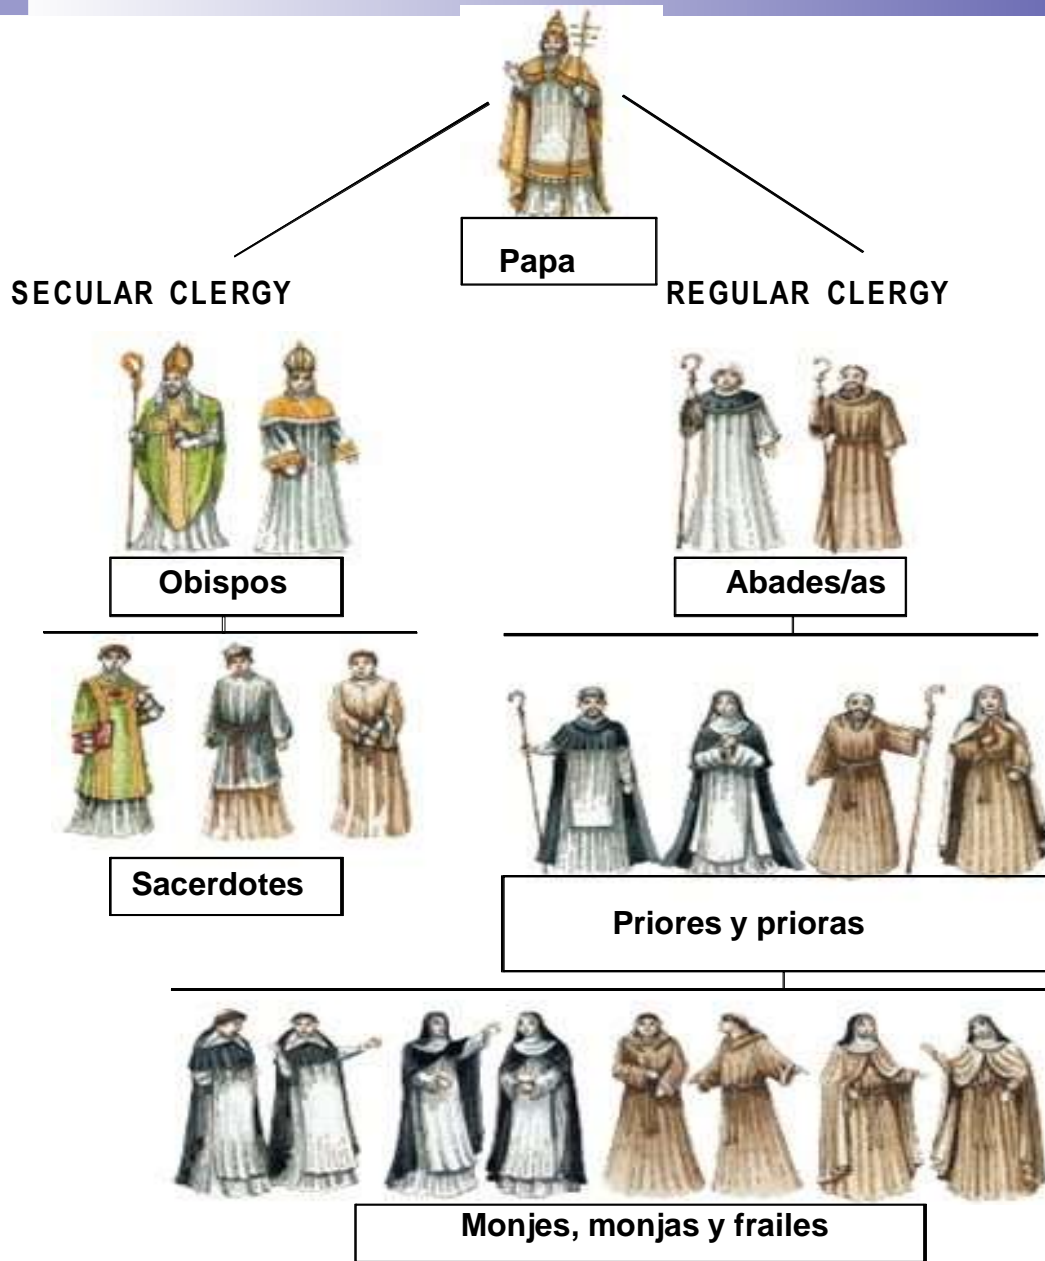 Papa
SECULAR CLERGY
REGULAR CLERGY
Obispos
Abades/as
Sacerdotes
Priores y prioras
Monjes, monjas y frailes